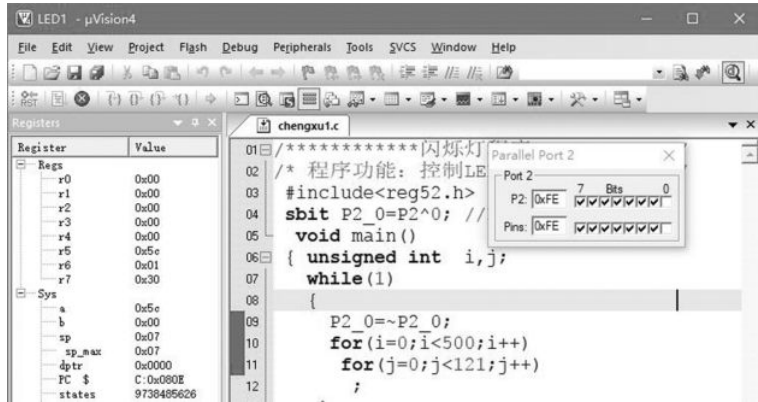 LED1 - µVision4
File Edit View Project Flash Debug Peripherals Tools SVCS Window Help
Registers
chengxu1.c
Register Value
Regs
r0 0x00
r1 0x00
r2 0x00
r3 0x00
r4 0x00
r5 0x5c
r6 0x01
r7 0x30
Sys
a 0x5c
b 0x00
sp 0x07
sp_max 0x07
dptr 0x0000
PC $ C:0x080E
states 9738485626
01 /************闪烁灯
02 /* 程序功能：控制LE
03 #include<reg52.h>
04 sbit P2_0=P2^0; //
05 void main()
06 { unsigned int i,j;
07 while(1)
08 {
09 P2_0=~P2_0;
10 for(i=0;i<500;i++)
11 for(j=0;j<121;j++)
12 ;
Parallel Port 2
Port 2
7 Bits 0
P2: 0xFE
Pins: 0xFE